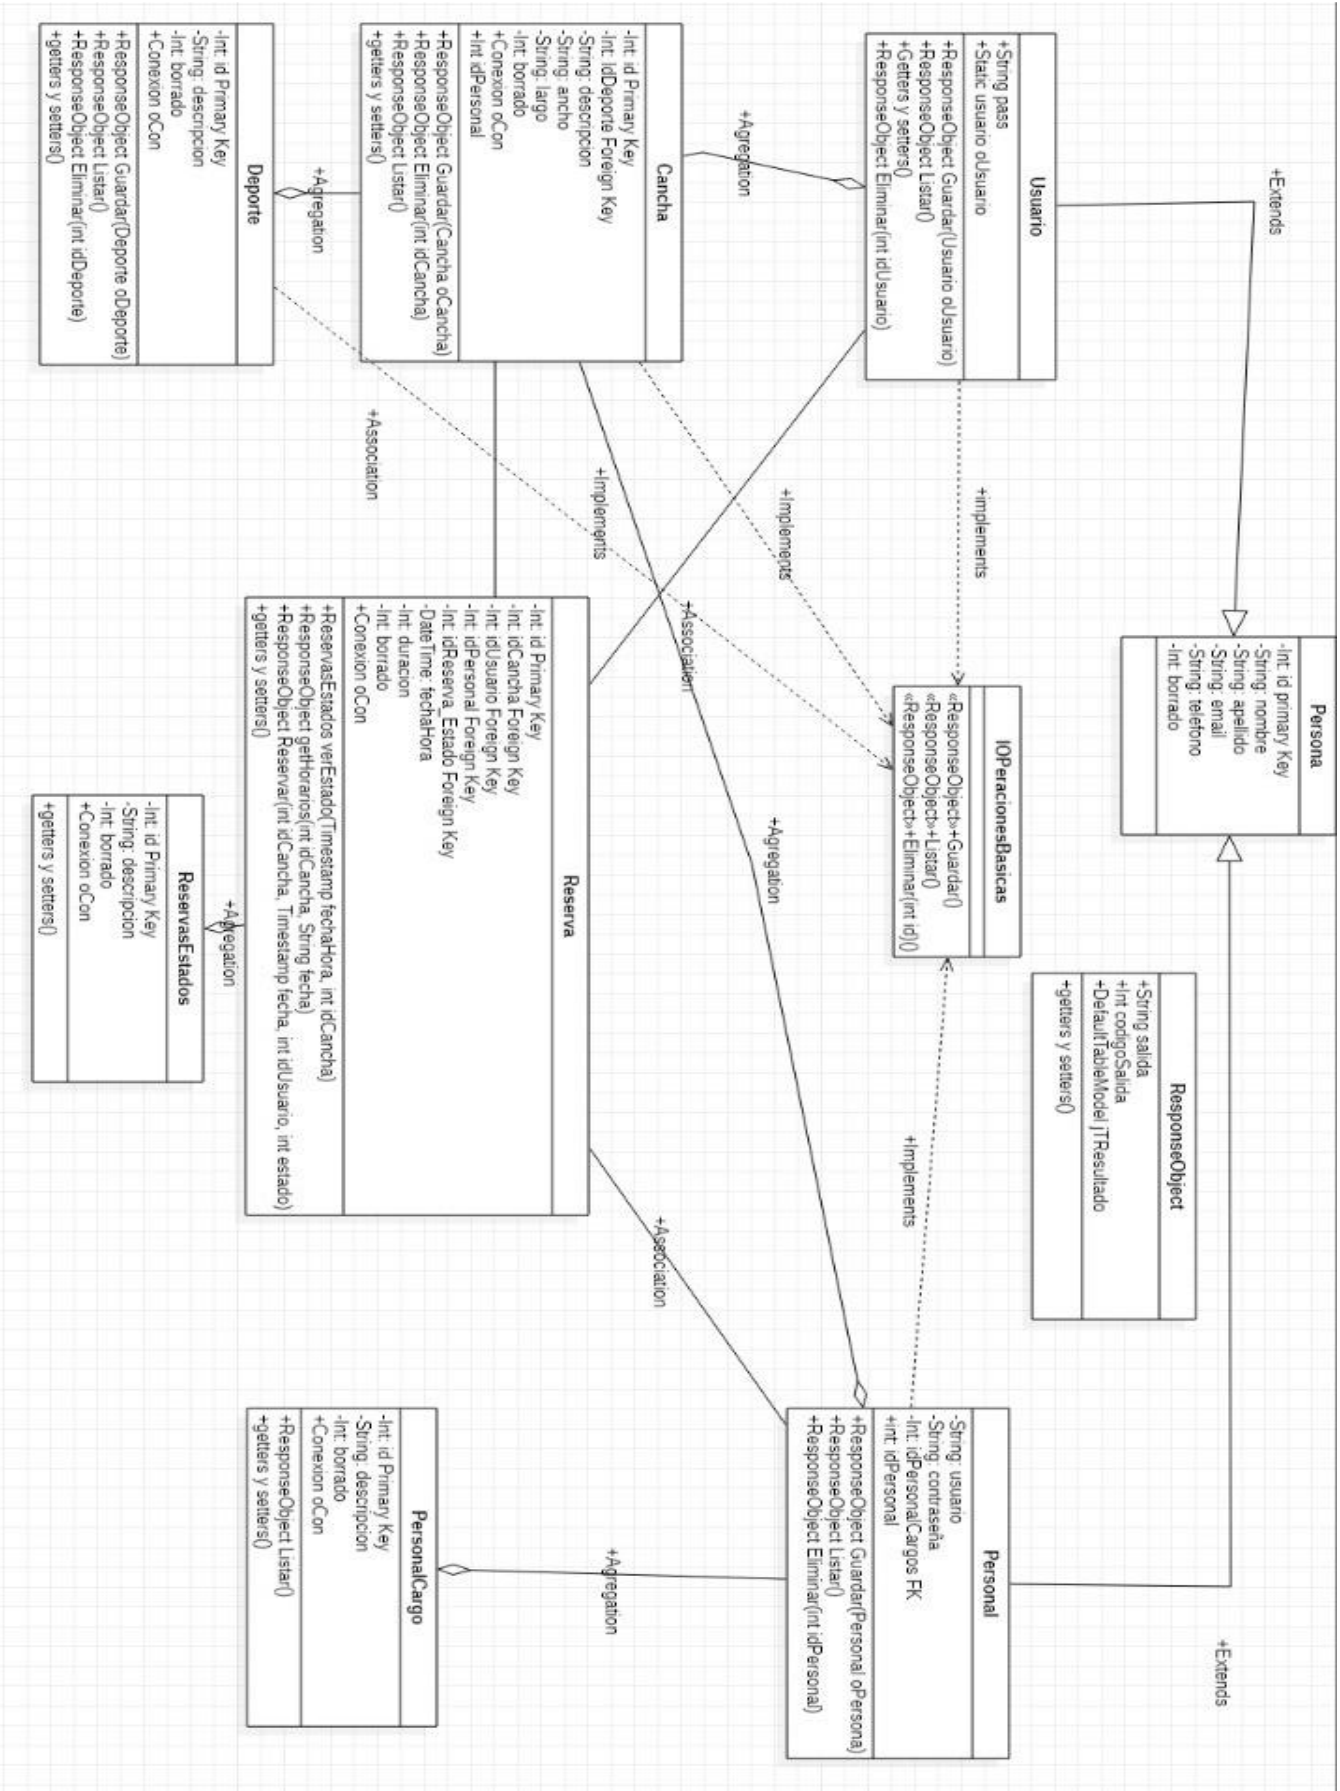 +Extends
+Extends
Persona
-Int: id primary Key
-String: nombre
-String: apellido
-String: email
-String: telefono
-Int: borrado
ResponseObject
+String salida
+Int codigoSalida
+DefaultTableModel jTResultado
+getters y setters()
Usuario
+String pass
+Static usuario oUsuario
+ResponseObject Guardar(Usuario oUsuario)
+ResponseObject Listar()
+Getters y setters()
+ResponseObject Eliminar(int idUsuario)
+implements
IOPeracionesBasicas
«ResponseObject»+Guardar()
«ResponseObject»+Listar()
«ResponseObject»+Eliminar(int id)()
+Implements
Personal
-String: usuario
-String: contraseña
-Int: idPersonalCargos FK
+int: idPersonal
+ResponseObject Guardar(Personal oPersona)
+ResponseObject Listar()
+ResponseObject Eliminar(int idPersonal)
+Agregation
+Implements
+Agregation
+Association
+Association
+Agregation
Cancha
-Int: id Primary Key
-Int: IdDeporte Foreign Key
-String: descripcion
-String: ancho
-String: largo
-Int: borrado
+Conexion oCon
+Int idPersonal
+ResponseObject Guardar(Cancha oCancha)
+ResponseObject Eliminar(int idCancha)
+ResponseObject Listar()
+getters y setters()
+Implements
Reserva
-Int: id Primary Key
-Int: idCancha Foreign Key
-Int: idUsuario Foreign Key
-Int: idPersonal Foreign Key
-Int: idReserva_Estado Foreign Key
-DateTime: fechaHora
-Int: duracion
-Int: borrado
+Conexion oCon
+ReservasEstados verEstado(Timestamp fechaHora, int idCancha)
+ResponseObject getHorarios(int idCancha, String fecha)
+ResponseObject Reservar(int idCancha, Timestamp fecha, int idUsuario, int estado)
+getters y setters()
PersonalCargo
-Int: id Primary Key
-String: descripcion
-Int: borrado
+Conexion oCon
+ResponseObject Listar()
+getters y setters()
+Agregation
+Association
+Agregation
Deporte
-Int: id Primary Key
-String: descripcion
-Int: borrado
+Conexion oCon
+ResponseObject Guardar(Deporte oDeporte)
+ResponseObject Listar()
+ResponseObject Eliminar(int idDeporte)
+getters y setters()
ReservasEstados
-Int: id Primary Key
-String: descripcion
-Int: borrado
+Conexion oCon
+getters y setters()